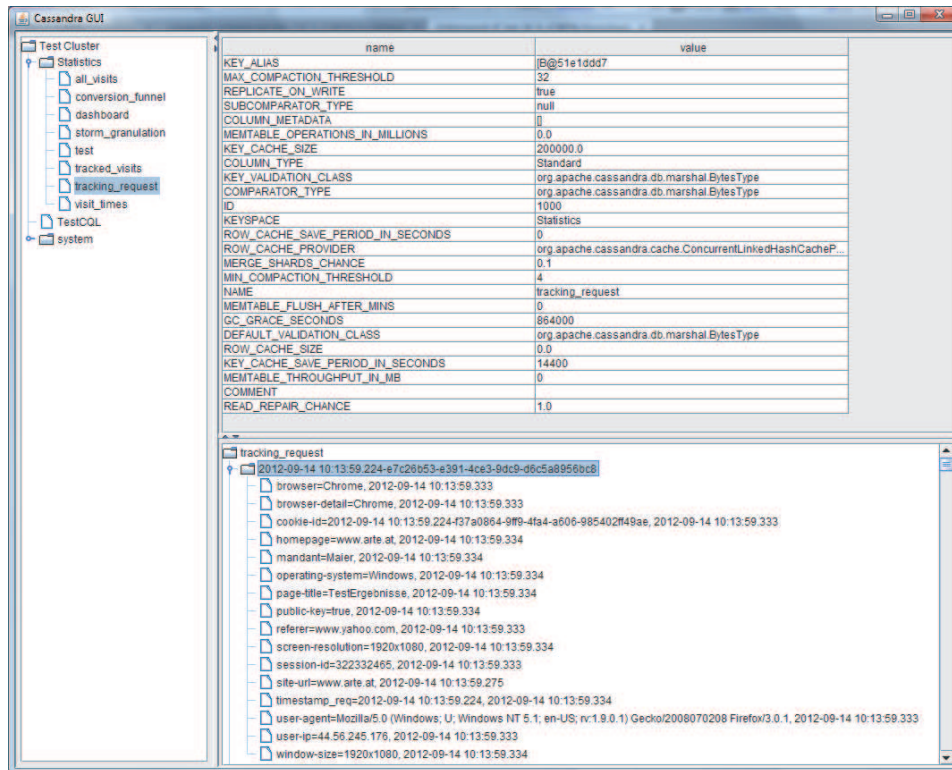 Cassandra GUI
Test Cluster
Statistics
all_visits
conversion_funnel
dashboard
storm_granulation
test
tracked_visits
tracking_request
visit_times
TestCQL
system
name value
KEY_ALIAS [B@51e1ddd7
MAX_COMPACTION_THRESHOLD 32
REPLICATE_ON_WRITE true
SUBCOMPARATOR_TYPE null
COLUMN_METADATA []
MEMTABLE_OPERATIONS_IN_MILLIONS 0.0
KEY_CACHE_SIZE 200000.0
COLUMN_TYPE Standard
KEY_VALIDATION_CLASS org.apache.cassandra.db.marshal.BytesType
COMPARATOR_TYPE org.apache.cassandra.db.marshal.BytesType
ID 1000
KEYSPACE Statistics
ROW_CACHE_SAVE_PERIOD_IN_SECONDS 0
ROW_CACHE_PROVIDER org.apache.cassandra.cache.ConcurrentLinkedHashCacheP...
MERGE_SHARDS_CHANCE 0.1
MIN_COMPACTION_THRESHOLD 4
NAME tracking_request
MEMTABLE_FLUSH_AFTER_MINS 0
GC_GRACE_SECONDS 864000
DEFAULT_VALIDATION_CLASS org.apache.cassandra.db.marshal.BytesType
ROW_CACHE_SIZE 0.0
KEY_CACHE_SAVE_PERIOD_IN_SECONDS 14400
MEMTABLE_THROUGHPUT_IN_MB 0
COMMENT
READ_REPAIR_CHANCE 1.0
tracking_request
2012-09-14 10:13:59.224-e7c26b53-e391-4ce3-9dc9-d6c5a8956bc8
browser=Chrome, 2012-09-14 10:13:59.333
browser-detail=Chrome, 2012-09-14 10:13:59.333
cookie-id=2012-09-14 10:13:59.224-f37a0864-9ff9-4fa4-a606-985402ff49ae, 2012-09-14 10:13:59.333
homepage=www.arte.at, 2012-09-14 10:13:59.334
mandant=Maier, 2012-09-14 10:13:59.334
operating-system=Windows, 2012-09-14 10:13:59.334
page-title=TestErgebnisse, 2012-09-14 10:13:59.334
public-key=true, 2012-09-14 10:13:59.334
referer=www.yahoo.com, 2012-09-14 10:13:59.333
screen-resolution=1920x1080, 2012-09-14 10:13:59.334
session-id=322332465, 2012-09-14 10:13:59.333
site-url=www.arte.at, 2012-09-14 10:13:59.275
timestamp_req=2012-09-14 10:13:59.224, 2012-09-14 10:13:59.334
user-agent=Mozilla/5.0 (Windows; U; Windows NT 5.1; en-US; rv:1.9.0.1) Gecko/2008070208 Firefox/3.0.1, 2012-09-14 10:13:59.333
user-ip=44.56.245.176, 2012-09-14 10:13:59.333
window-size=1920x1080, 2012-09-14 10:13:59.334